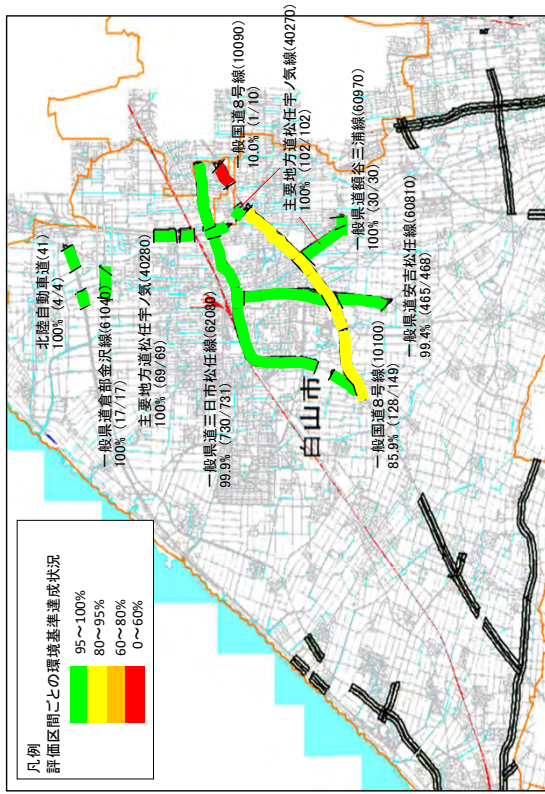 凡例
評価区間ごとの環境基準達成状況
95～100%
80～95%
60～80%
0～60%
北陸自動車道(41)
100% (4/4)
一般県道倉部金沢線(61040)
100% (17/17)
主要地方道松任宇ノ気(40280)
100% (69/69)
一般県道三日市松任線(62080)
99.9% (730/731)
白山市
一般国道8号線(10100)
85.9% (128/149)
一般県道安吉松任線(60810)
99.4% (465/468)
一般県道額谷三浦線(60970)
100% (30/30)
主要地方道松任宇ノ気線(40270)
100% (102/102)
一般国道8号線(10090)
10.0% (1/10)